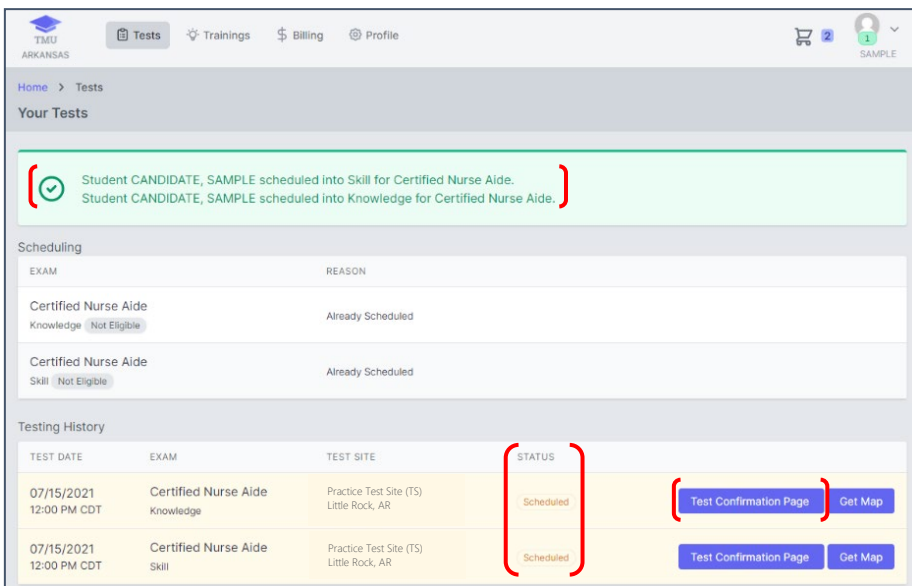 TMU
ARKANSAS
Tests
Trainings
Billing
Profile
2
1
SAMPLE
Home > Tests
Your Tests
Student CANDIDATE, SAMPLE scheduled into Skill for Certified Nurse Aide.
Student CANDIDATE, SAMPLE scheduled into Knowledge for Certified Nurse Aide.
Scheduling
EXAM REASON
Certified Nurse Aide
Knowledge Not Eligible
Already Scheduled
Certified Nurse Aide
Skill Not Eligible
Already Scheduled
Testing History
TEST DATE EXAM TEST SITE STATUS
07/15/2021 Certified Nurse Aide Practice Test Site (TS)
12:00 PM CDT Knowledge Little Rock, AR
Scheduled Test Confirmation Page Get Map
07/15/2021 Certified Nurse Aide Practice Test Site (TS)
12:00 PM CDT Skill Little Rock, AR
Scheduled Test Confirmation Page Get Map